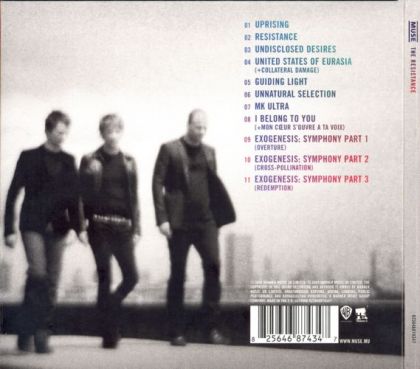 01 UPRISING
02 RESISTANCE
03 UNDISCLOSED DESIRES
04 UNITED STATES OF EURASIA
(+COLLATERAL DAMAGE)
05 GUIDING LIGHT
06 UNNATURAL SELECTION
07 MK ULTRA
08 I BELONG TO YOU
(+MON CŒUR S'OUVRE A TA VOIX)
09 EXOGENESIS: SYMPHONY PART 1
(OVERTURE)
10 EXOGENESIS: SYMPHONY PART 2
(CROSS-POLLINATION)
11 EXOGENESIS: SYMPHONY PART 3
(REDEMPTION)
MUSE THE RESISTANCE
8 25646 87434 7
WWW.MUSE.MU